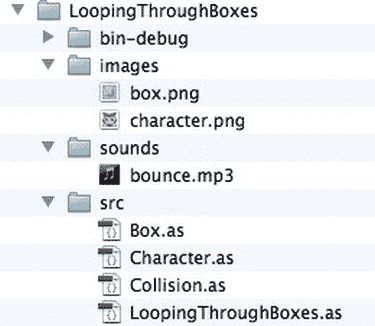 LoopingThroughBoxes
bin-debug
images
box.png
character.png
sounds
bounce.mp3
src
Box.as
Character.as
Collision.as
LoopingThroughBoxes.as